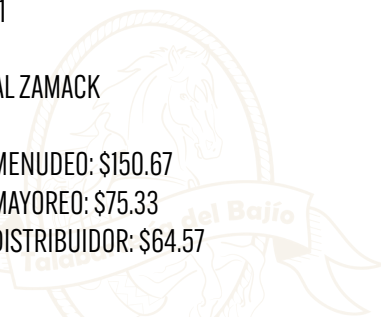 1
AL ZAMACK
MENUDEO: $150.67
MAYOREO: $75.33
DISTRIBUIDOR: $64.57
del Bajío